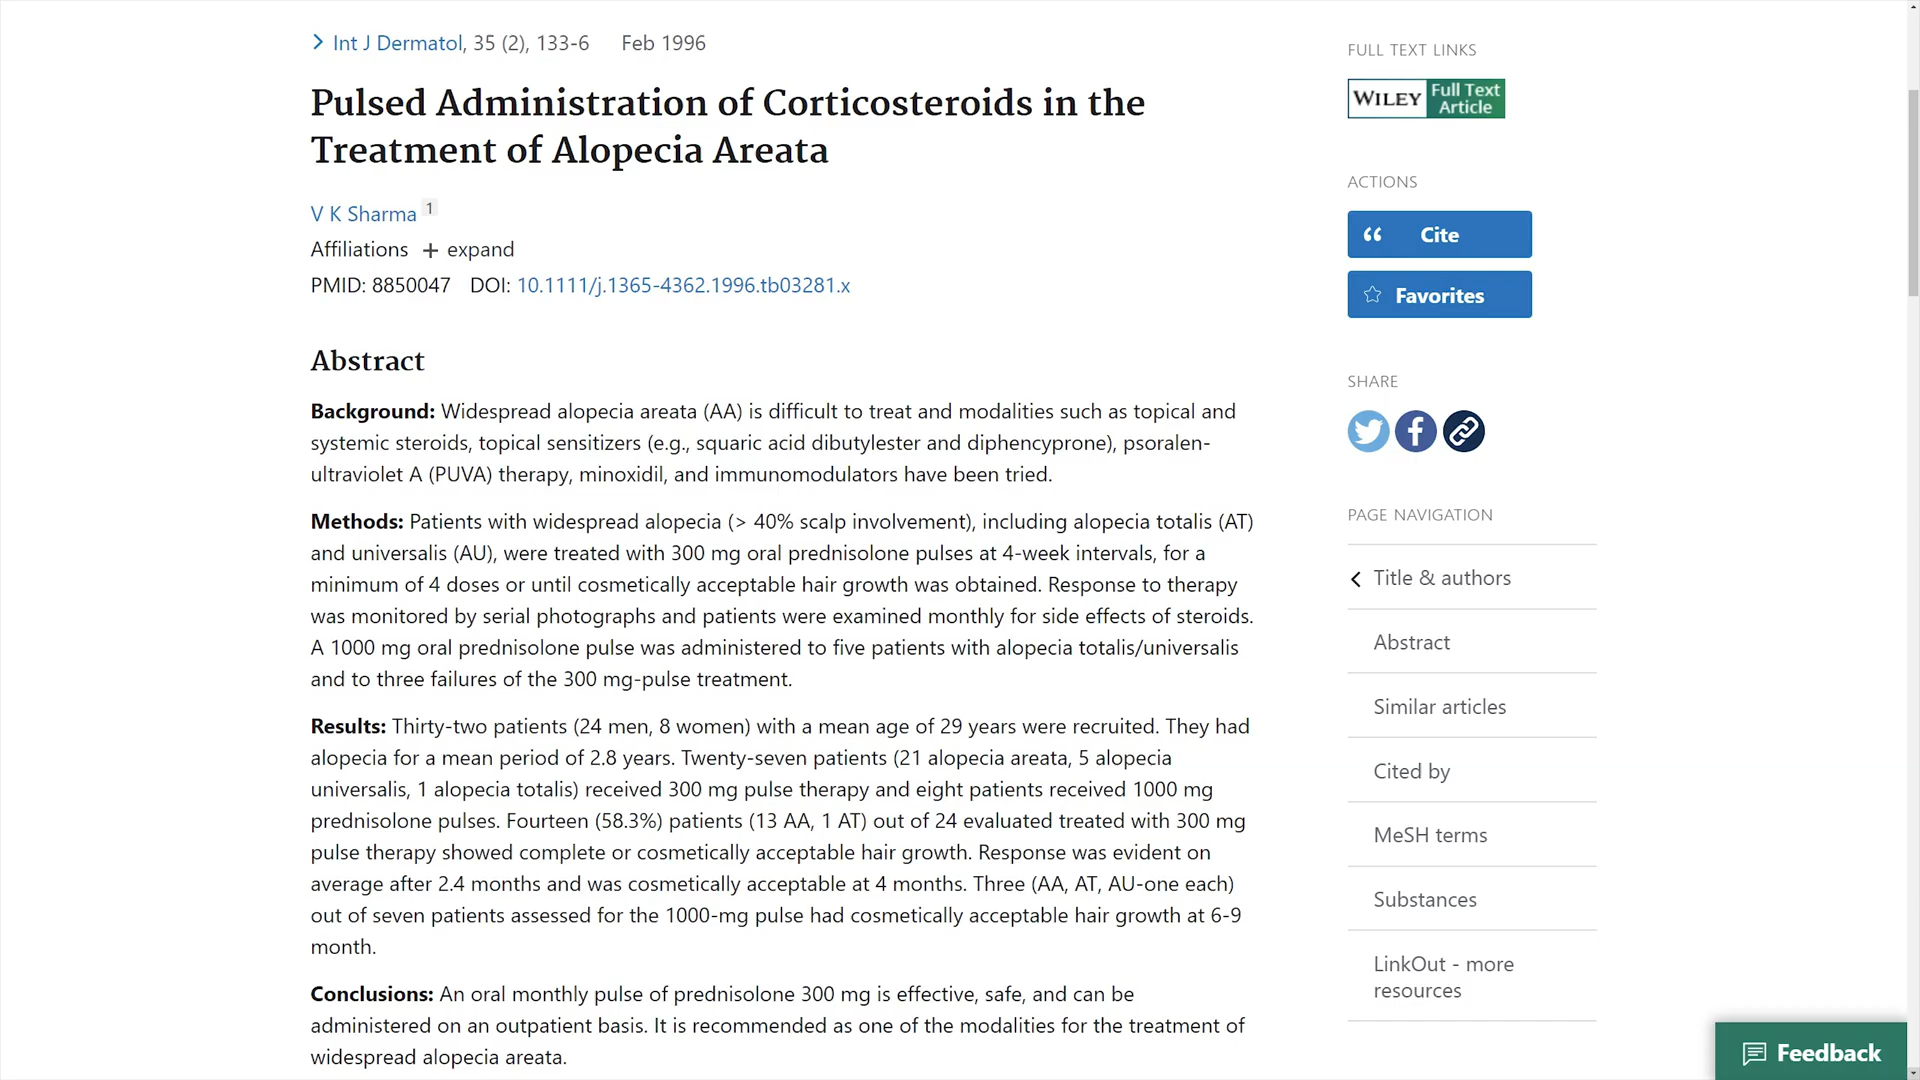 Int J Dermatol, 35 (2), 133-6 Feb 1996
Pulsed Administration of Corticosteroids in the
Treatment of Alopecia Areata
V K Sharma 1
Affiliations + expand
PMID: 8850047 DOI: 10.1111/j.1365-4362.1996.tb03281.x
Abstract
Background: Widespread alopecia areata (AA) is difficult to treat and modalities such as topical and
systemic steroids, topical sensitizers (e.g., squaric acid dibutylester and diphencyprone), psoralen-
ultraviolet A (PUVA) therapy, minoxidil, and immunomodulators have been tried.
Methods: Patients with widespread alopecia (> 40% scalp involvement), including alopecia totalis (AT)
and universalis (AU), were treated with 300 mg oral prednisolone pulses at 4-week intervals, for a
minimum of 4 doses or until cosmetically acceptable hair growth was obtained. Response to therapy
was monitored by serial photographs and patients were examined monthly for side effects of steroids.
A 1000 mg oral prednisolone pulse was administered to five patients with alopecia totalis/universalis
and to three failures of the 300 mg-pulse treatment.
Results: Thirty-two patients (24 men, 8 women) with a mean age of 29 years were recruited. They had
alopecia for a mean period of 2.8 years. Twenty-seven patients (21 alopecia areata, 5 alopecia
universalis, 1 alopecia totalis) received 300 mg pulse therapy and eight patients received 1000 mg
prednisolone pulses. Fourteen (58.3%) patients (13 AA, 1 AT) out of 24 evaluated treated with 300 mg
pulse therapy showed complete or cosmetically acceptable hair growth. Response was evident on
average after 2.4 months and was cosmetically acceptable at 4 months. Three (AA, AT, AU-one each)
out of seven patients assessed for the 1000-mg pulse had cosmetically acceptable hair growth at 6-9
month.
Conclusions: An oral monthly pulse of prednisolone 300 mg is effective, safe, and can be
administered on an outpatient basis. It is recommended as one of the modalities for the treatment of
widespread alopecia areata.
FULL TEXT LINKS
WILEY Full Text
Article
ACTIONS
Cite
Favorites
SHARE
PAGE NAVIGATION
Title & authors
Abstract
Similar articles
Cited by
MeSH terms
Substances
LinkOut - more
resources
Feedback